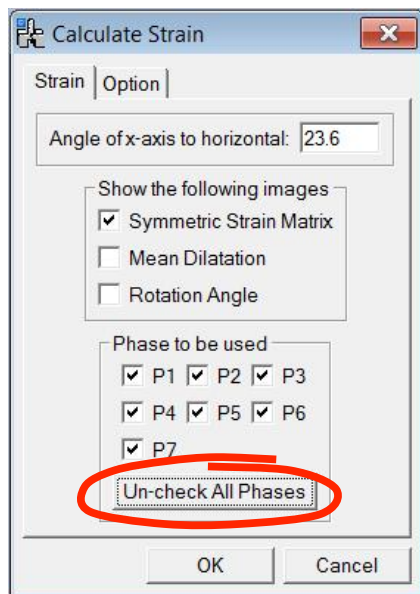 Calculate Strain
Strain Option
Angle of x-axis to horizontal: 23.6
Show the following images
Symmetric Strain Matrix
Mean Dilatation
Rotation Angle
Phase to be used
P1 P2 P3
P4 P5 P6
P7
Un-check All Phases
OK Cancel